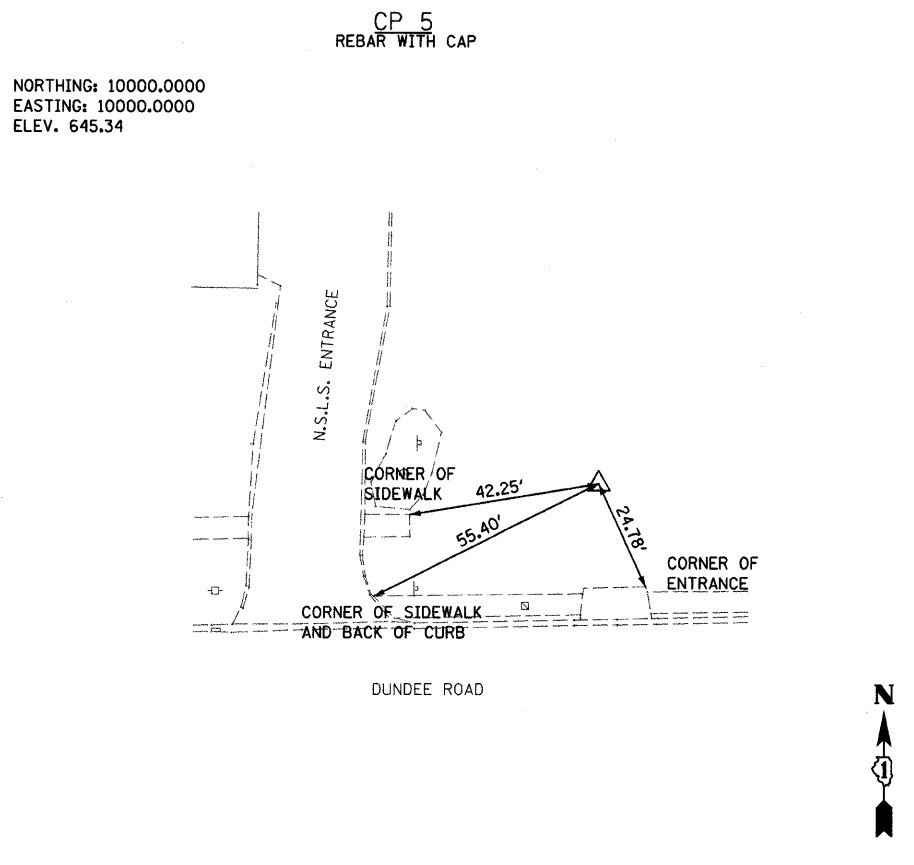 CP 5
REBAR WITH CAP
NORTHING: 10000.0000
EASTING: 10000.0000
ELEV. 645.34
N.S.L.S. ENTRANCE
CORNER OF
SIDEWALK
42.25'
55.40'
24.78'
CORNER OF
ENTRANCE
CORNER OF SIDEWALK
AND BACK OF CURB
DUNDEE ROAD
N
1